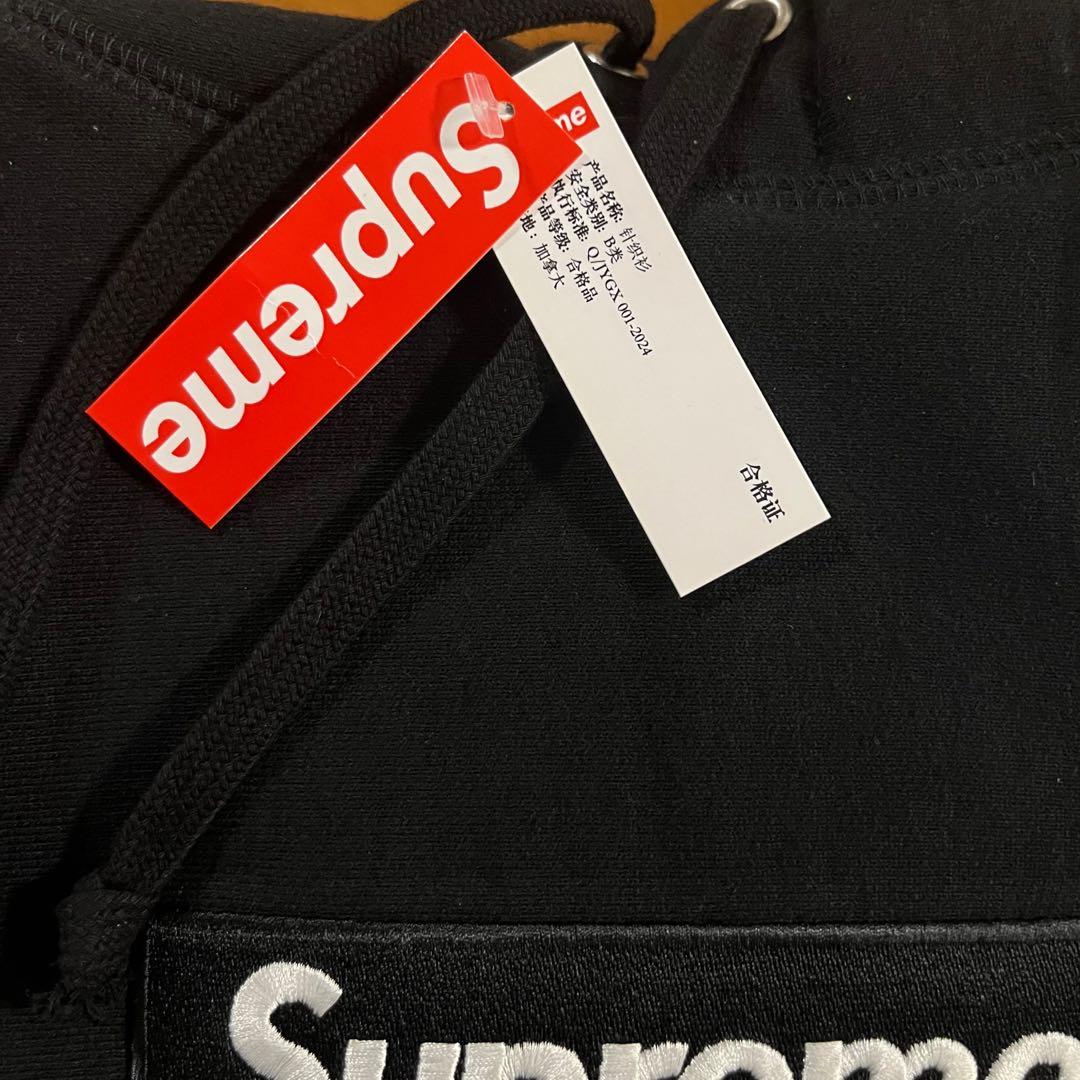 Supreme
me
产品名称: 针织衫
安全类别: B类
执行标准: Q/JYGX 001-2024
品等级: 合格品
地: 加拿大
合格证
Supreme